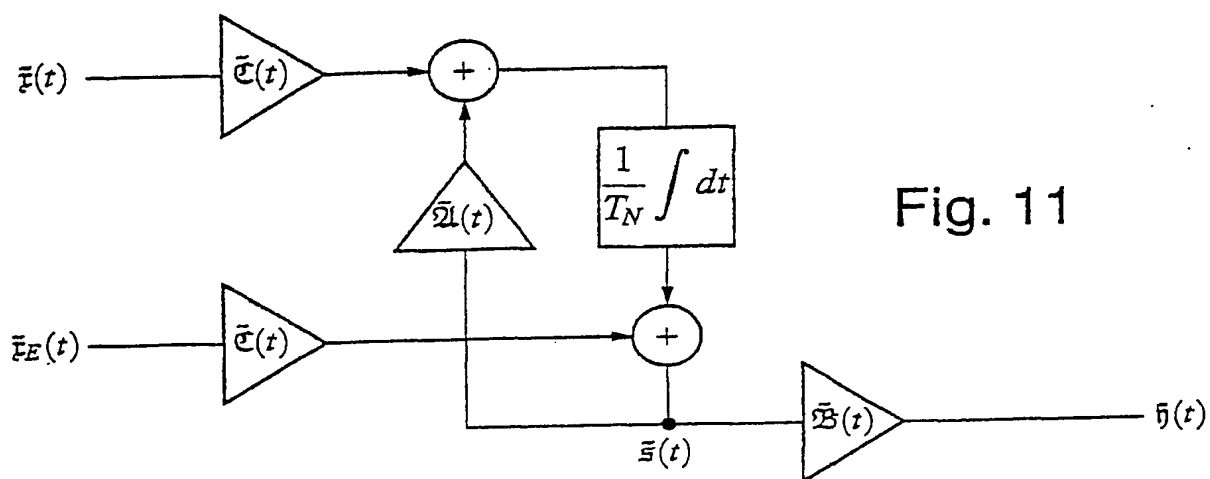 𝔵̄(t)
ℭ̄(t)
+
1/T_N ∫ dt
𝔄̄(t)
Fig. 11
𝔵̄_E(t)
ℭ̄(t)
+
𝔰̄(t)
𝔅̄(t)
𝔶̄(t)